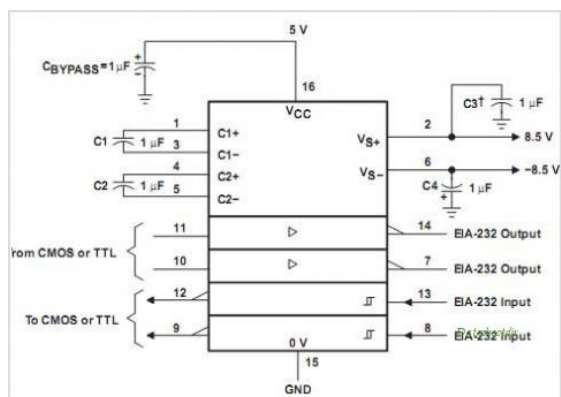 5 V
CBYPASS = 1 µF
+
−
16
VCC
C3†
1 µF
1
C1+
C1
1 µF
3
C1−
VS+
2
8.5 V
4
C2+
C2
1 µF
5
C2−
VS−
6
−8.5 V
C4
+
1 µF
11
14
EIA-232 Output
From CMOS or TTL
10
7
EIA-232 Output
12
13
EIA-232 Input
To CMOS or TTL
9
8
EIA-232 Input
0 V
15
GND